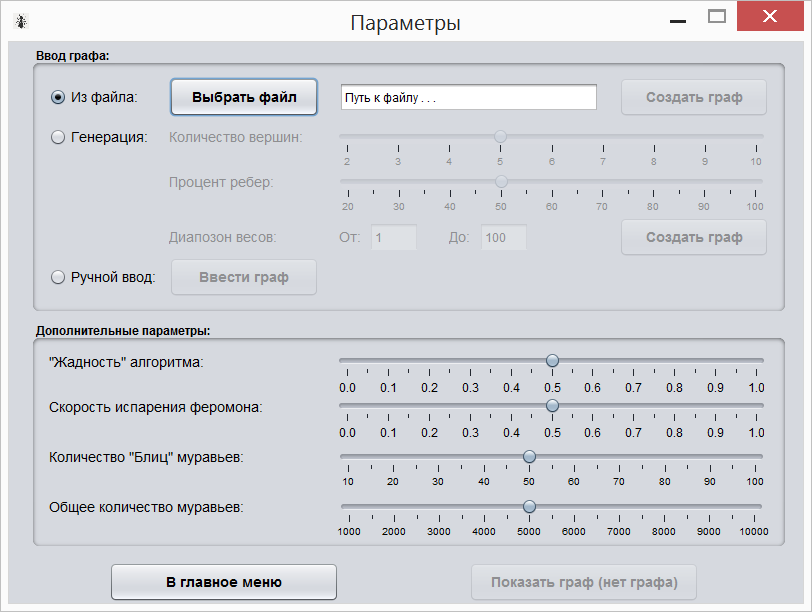 Параметры
Ввод графа:
Из файла: Выбрать файл Путь к файлу . . . Создать граф
Генерация: Количество вершин:
2 3 4 5 6 7 8 9 10
Процент ребер:
20 30 40 50 60 70 80 90 100
Диапозон весов: От: 1 До: 100 Создать граф
Ручной ввод: Ввести граф
Дополнительные параметры:
"Жадность" алгоритма:
0.0 0.1 0.2 0.3 0.4 0.5 0.6 0.7 0.8 0.9 1.0
Скорость испарения феромона:
0.0 0.1 0.2 0.3 0.4 0.5 0.6 0.7 0.8 0.9 1.0
Количество "Блиц" муравьев:
10 20 30 40 50 60 70 80 90 100
Общее количество муравьев:
1000 2000 3000 4000 5000 6000 7000 8000 9000 10000
В главное меню Показать граф (нет графа)